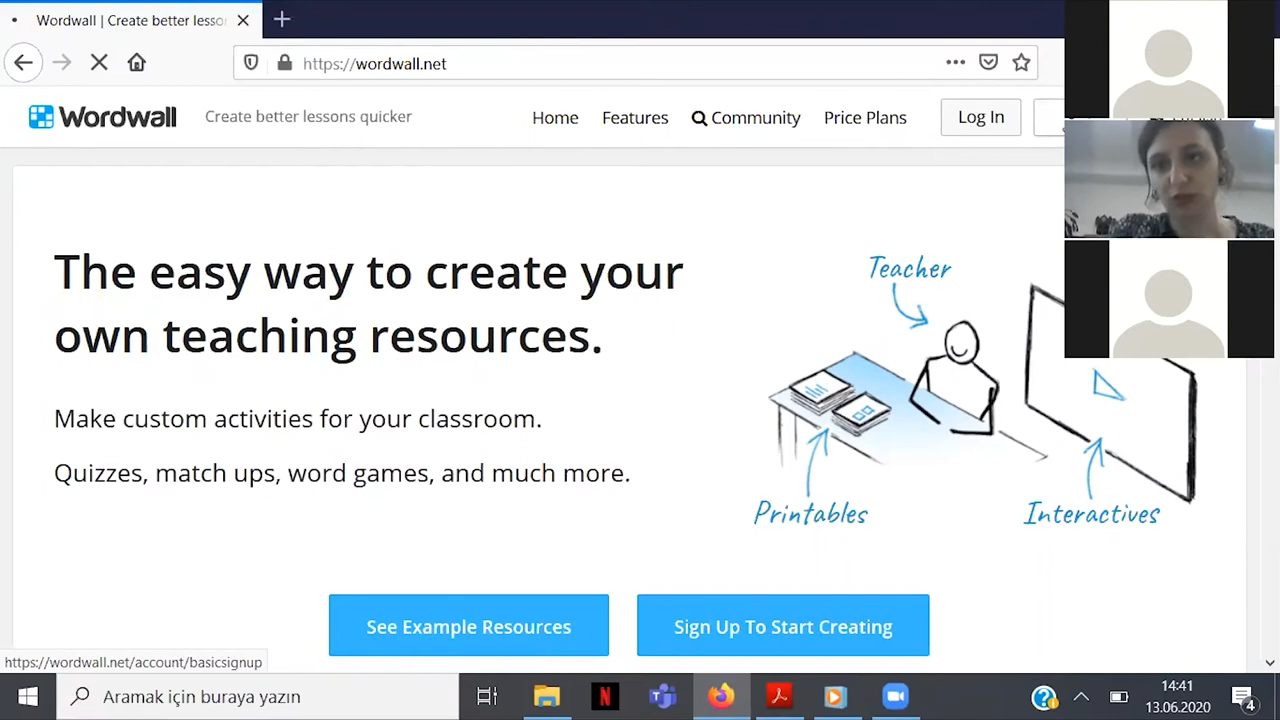 Wordwall | Create better lesso
https://wordwall.net
Wordwall
Create better lessons quicker
Home
Features
Community
Price Plans
Log In
The easy way to create your
own teaching resources.
Make custom activities for your classroom.
Quizzes, match ups, word games, and much more.
Teacher
Printables
Interactives
See Example Resources
Sign Up To Start Creating
https://wordwall.net/account/basicsignup
Aramak için buraya yazın
N
14:41
13.06.2020
4